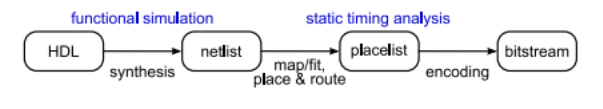 functional simulation
static timing analysis
HDL
netlist
placelist
bitstream
synthesis
map/fit,
place & route
encoding